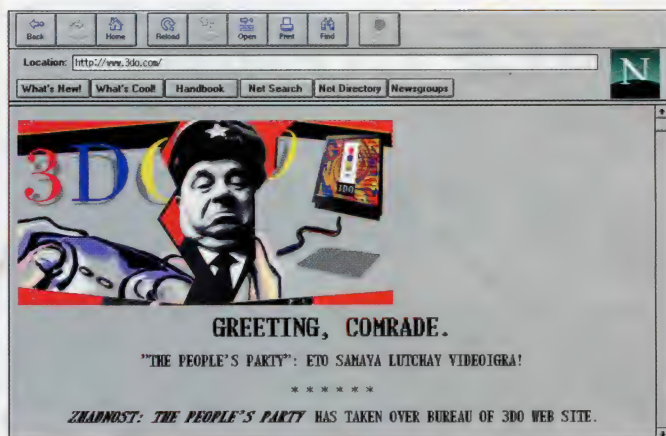 Back Home Reload Open Print Find
Location: http://www.3do.com/
N
What's New! What's Cool! Handbook Net Search Net Directory Newsgroups
3DO
3DO
GREETING, COMRADE.
"THE PEOPLE'S PARTY": ETO SAMAYA LUTCHAY VIDEOIGRA!
* * * * * *
ZHADNOST: THE PEOPLE'S PARTY HAS TAKEN OVER BUREAU OF 3DO WEB SITE.